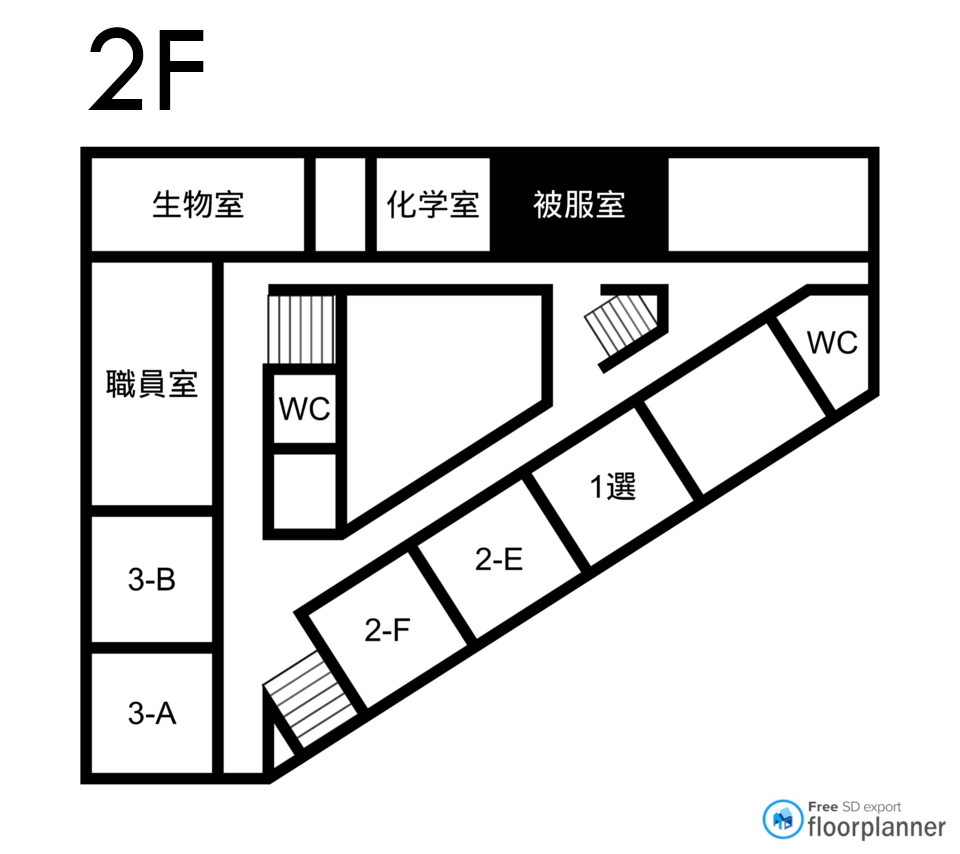 2F
生物室
化学室
被服室
職員室
WC
WC
1選
2-E
3-B
2-F
3-A
Free SD export
floorplanner